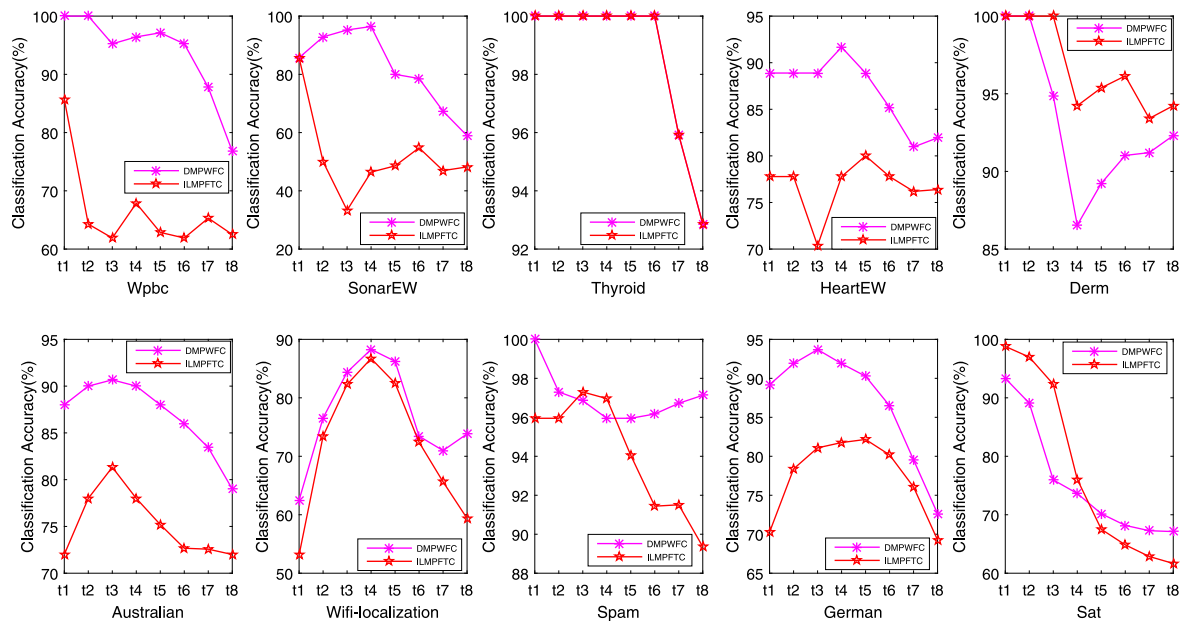 Classification Accuracy(%)
100
90
80
70
60
DMPWFC
ILMPFTC
t1 t2 t3 t4 t5 t6 t7 t8
Wpbc
Classification Accuracy(%)
100
80
60
40
20
DMPWFC
ILMPFTC
t1 t2 t3 t4 t5 t6 t7 t8
SonarEW
Classification Accuracy(%)
100
98
96
94
92
DMPWFC
ILMPFTC
t1 t2 t3 t4 t5 t6 t7 t8
Thyroid
Classification Accuracy(%)
95
90
85
80
75
70
DMPWFC
ILMPFTC
t1 t2 t3 t4 t5 t6 t7 t8
HeartEW
Classification Accuracy(%)
100
95
90
85
DMPWFC
ILMPFTC
t1 t2 t3 t4 t5 t6 t7 t8
Derm
Classification Accuracy(%)
95
90
85
80
75
70
DMPWFC
ILMPFTC
t1 t2 t3 t4 t5 t6 t7 t8
Australian
Classification Accuracy(%)
90
80
70
60
50
DMPWFC
ILMPFTC
t1 t2 t3 t4 t5 t6 t7 t8
Wifi-localization
Classification Accuracy(%)
100
98
96
94
92
90
88
DMPWFC
ILMPFTC
t1 t2 t3 t4 t5 t6 t7 t8
Spam
Classification Accuracy(%)
95
90
85
80
75
70
65
DMPWFC
ILMPFTC
t1 t2 t3 t4 t5 t6 t7 t8
German
Classification Accuracy(%)
100
90
80
70
60
DMPWFC
ILMPFTC
t1 t2 t3 t4 t5 t6 t7 t8
Sat